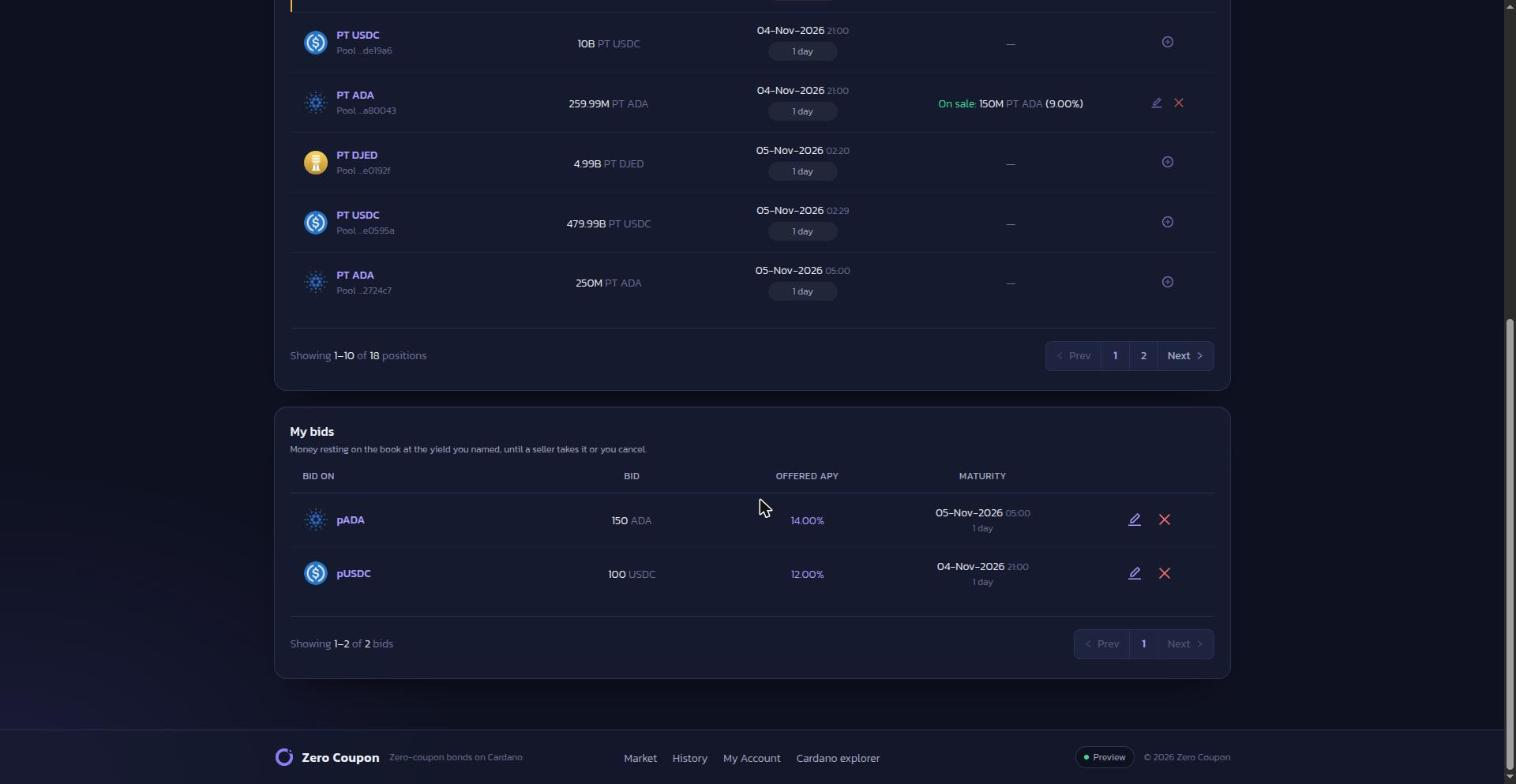 PT USDC
Pool ...de19a6
10B PT USDC
04-Nov-2026 21:00
1 day
—
PT ADA
Pool ...a80043
259.99M PT ADA
04-Nov-2026 21:00
1 day
On sale: 150M PT ADA (9.00%)
PT DJED
Pool ...e0192f
4.99B PT DJED
05-Nov-2026 02:20
1 day
—
PT USDC
Pool ...e0595a
479.99B PT USDC
05-Nov-2026 02:29
1 day
—
PT ADA
Pool ...2724c7
250M PT ADA
05-Nov-2026 05:00
1 day
—
Showing 1–10 of 18 positions
Prev 1 2 Next
My bids
Money resting on the book at the yield you named, until a seller takes it or you cancel.
BID ON BID OFFERED APY MATURITY
pADA 150 ADA 14.00% 05-Nov-2026 05:00
1 day
pUSDC 100 USDC 12.00% 04-Nov-2026 21:00
1 day
Showing 1–2 of 2 bids
Prev 1 Next
Zero Coupon Zero-coupon bonds on Cardano Market History My Account Cardano explorer Preview © 2026 Zero Coupon